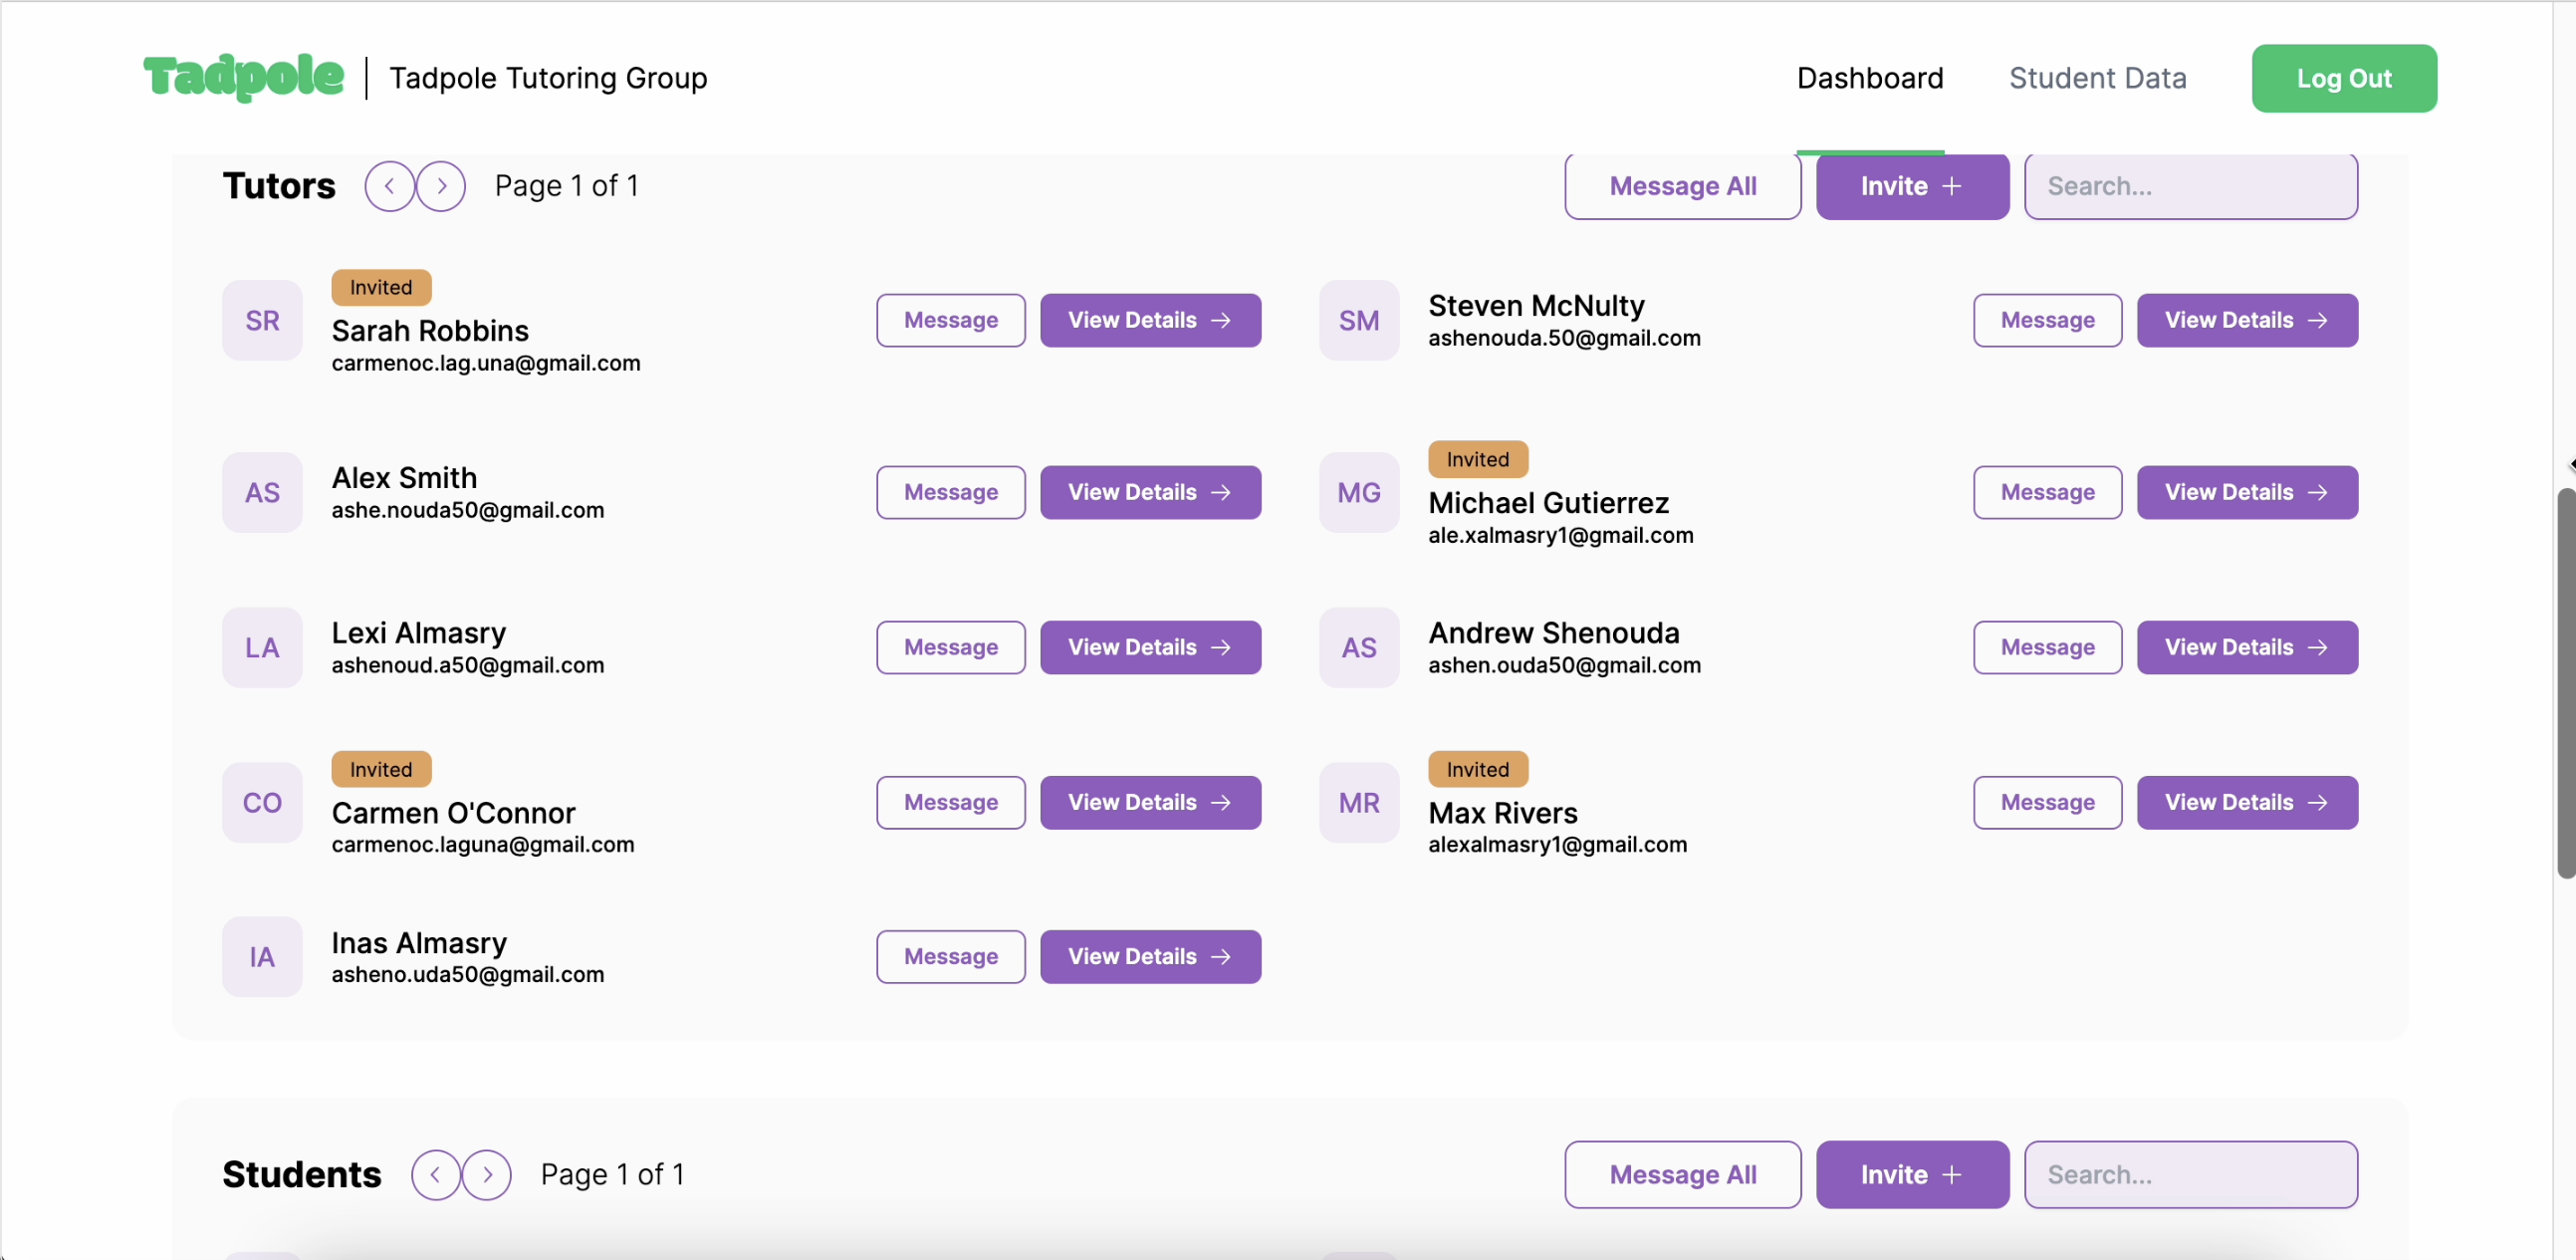 Tadpole | Tadpole Tutoring Group
Dashboard
Student Data
Log Out
Tutors
Page 1 of 1
Message All
Invite +
Search...
SR
Invited
Sarah Robbins
carmenoc.lag.una@gmail.com
Message
View Details →
SM
Steven McNulty
ashenouda.50@gmail.com
Message
View Details →
AS
Alex Smith
ashe.nouda50@gmail.com
Message
View Details →
MG
Invited
Michael Gutierrez
ale.xalmasry1@gmail.com
Message
View Details →
LA
Lexi Almasry
ashenoud.a50@gmail.com
Message
View Details →
AS
Andrew Shenouda
ashen.ouda50@gmail.com
Message
View Details →
CO
Invited
Carmen O'Connor
carmenoc.laguna@gmail.com
Message
View Details →
MR
Invited
Max Rivers
alexalmasry1@gmail.com
Message
View Details →
IA
Inas Almasry
asheno.uda50@gmail.com
Message
View Details →
Students
Page 1 of 1
Message All
Invite +
Search...